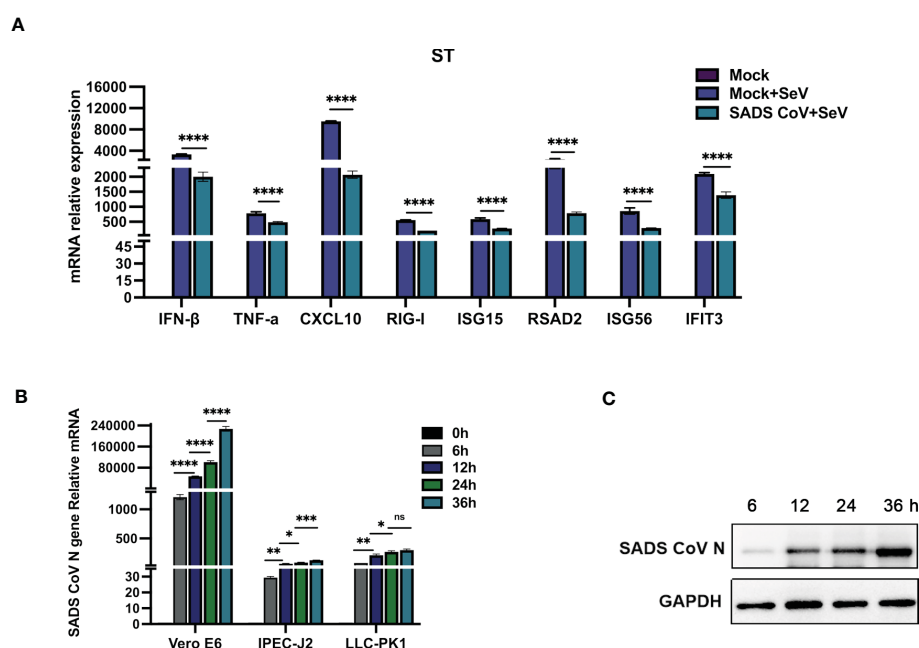 A
ST
Mock
Mock+SeV
SADS CoV+SeV
mRNA relative expression
16000
12000
8000
4000
2000
1500
1000
500
45
30
15
0
**** **** **** **** **** **** **** ****
IFN-β TNF-a CXCL10 RIG-I ISG15 RSAD2 ISG56 IFIT3
B
SADS CoV N gene Relative mRNA
240000
160000
80000
1000
500
30
20
10
0
**** **** ****
** * ***
** * ns
0h
6h
12h
24h
36h
Vero E6 IPEC-J2 LLC-PK1
C
6 12 24 36 h
SADS CoV N
GAPDH